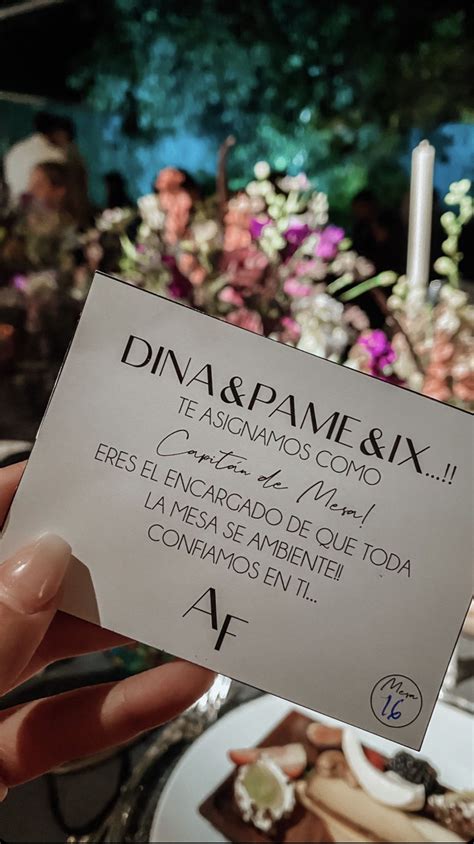 DINA&PAME&IX...!!
TE ASIGNAMOS COMO
Capitán de Mesa!
ERES EL ENCARGADO DE QUE TODA
LA MESA SE AMBIENTE!!
CONFIAMOS EN TI...
AF
Mesa
16